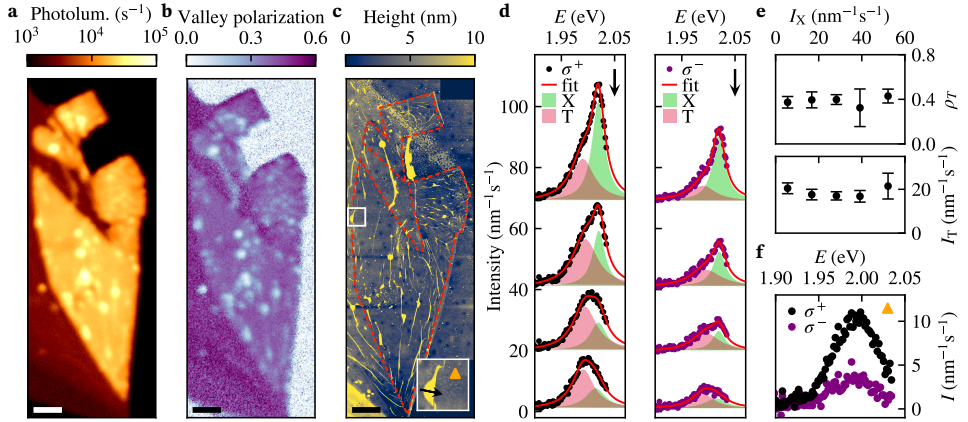 a
Photolum. (s⁻¹)
10³ 10⁴ 10⁵
b
Valley polarization
0.0 0.3 0.6
c
Height (nm)
0 5 10
d
E (eV)
1.95 2.05
Intensity (nm⁻¹s⁻¹)
100
80
60
40
20
0
σ⁺
fit
X
T
E (eV)
1.95 2.05
σ⁻
fit
X
T
e
I_X (nm⁻¹s⁻¹)
0 20 40 60
0.8
0.4
0.0
ρ_T
20
0
I_T (nm⁻¹s⁻¹)
f
E (eV)
1.90 1.95 2.00 2.05
σ⁺
σ⁻
10
5
0
I (nm⁻¹s⁻¹)